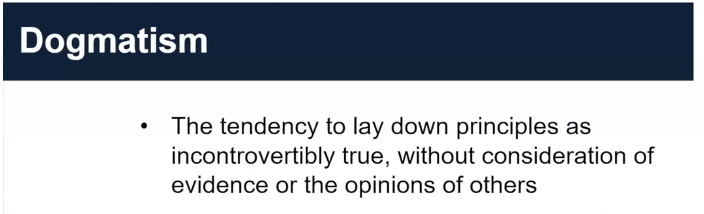 Dogmatism
• The tendency to lay down principles as
incontrovertibly true, without consideration of
evidence or the opinions of others